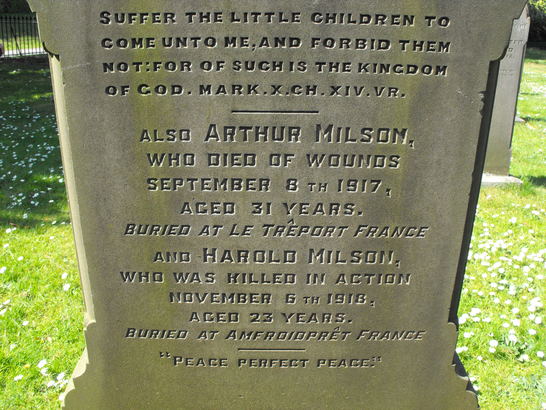 SUFFER THE LITTLE CHILDREN TO
COME UNTO ME, AND FORBID THEM
NOT: FOR OF SUCH IS THE KINGDOM
OF GOD. MARK. X. CH. XIV. VR.
ALSO ARTHUR MILSON,
WHO DIED OF WOUNDS
SEPTEMBER 8TH 1917,
AGED 31 YEARS.
BURIED AT LE TRÊPORT FRANCE
AND HAROLD MILSON,
WHO WAS KILLED IN ACTION
NOVEMBER 6TH 1918,
AGED 23 YEARS.
BURIED AT AMFROIDPRÊT FRANCE
"PEACE PERFECT PEACE."